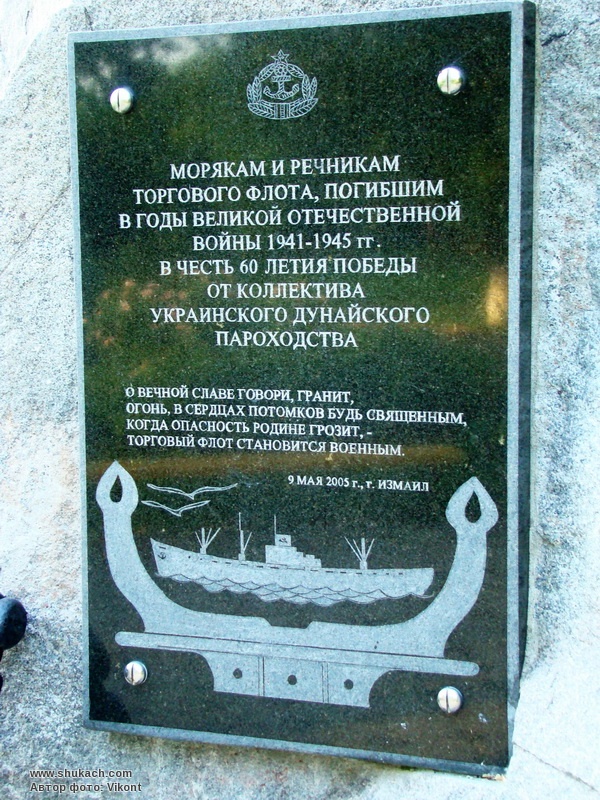 МОРЯКАМ И РЕЧНИКАМ
ТОРГОВОГО ФЛОТА, ПОГИБШИМ
В ГОДЫ ВЕЛИКОЙ ОТЕЧЕСТВЕННОЙ
ВОЙНЫ 1941-1945 гг.
В ЧЕСТЬ 60 ЛЕТИЯ ПОБЕДЫ
ОТ КОЛЛЕКТИВА
УКРАИНСКОГО ДУНАЙСКОГО
ПАРОХОДСТВА
О ВЕЧНОЙ СЛАВЕ ГОВОРИ, ГРАНИТ,
ОГОНЬ, В СЕРДЦАХ ПОТОМКОВ БУДЬ СВЯЩЕННЫМ,
КОГДА ОПАСНОСТЬ РОДИНЕ ГРОЗИТ, -
ТОРГОВЫЙ ФЛОТ СТАНОВИТСЯ ВОЕННЫМ.
9 МАЯ 2005 г., г. ИЗМАИЛ
www.shukach.com
Автор фото: Vikont